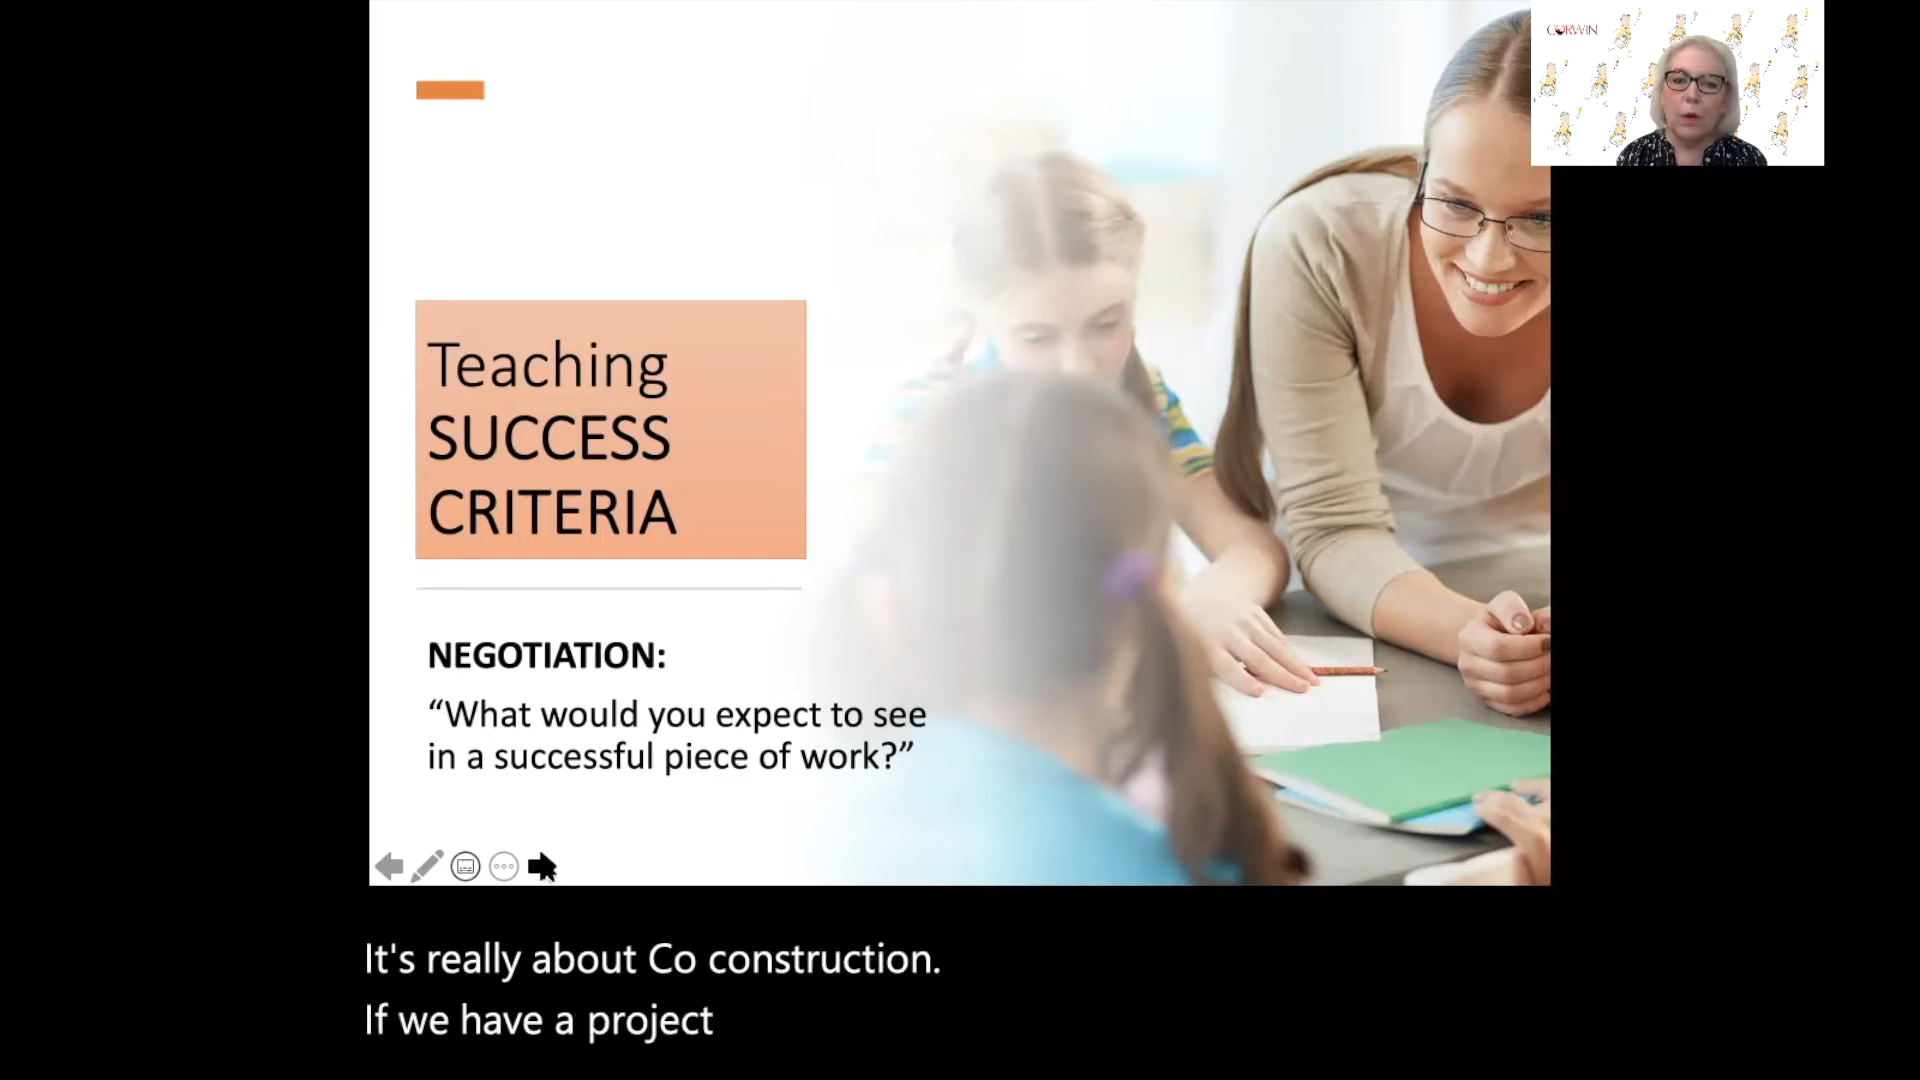 CORWIN
Teaching
SUCCESS
CRITERIA
NEGOTIATION:
“What would you expect to see
in a successful piece of work?”
It's really about Co construction.
If we have a project